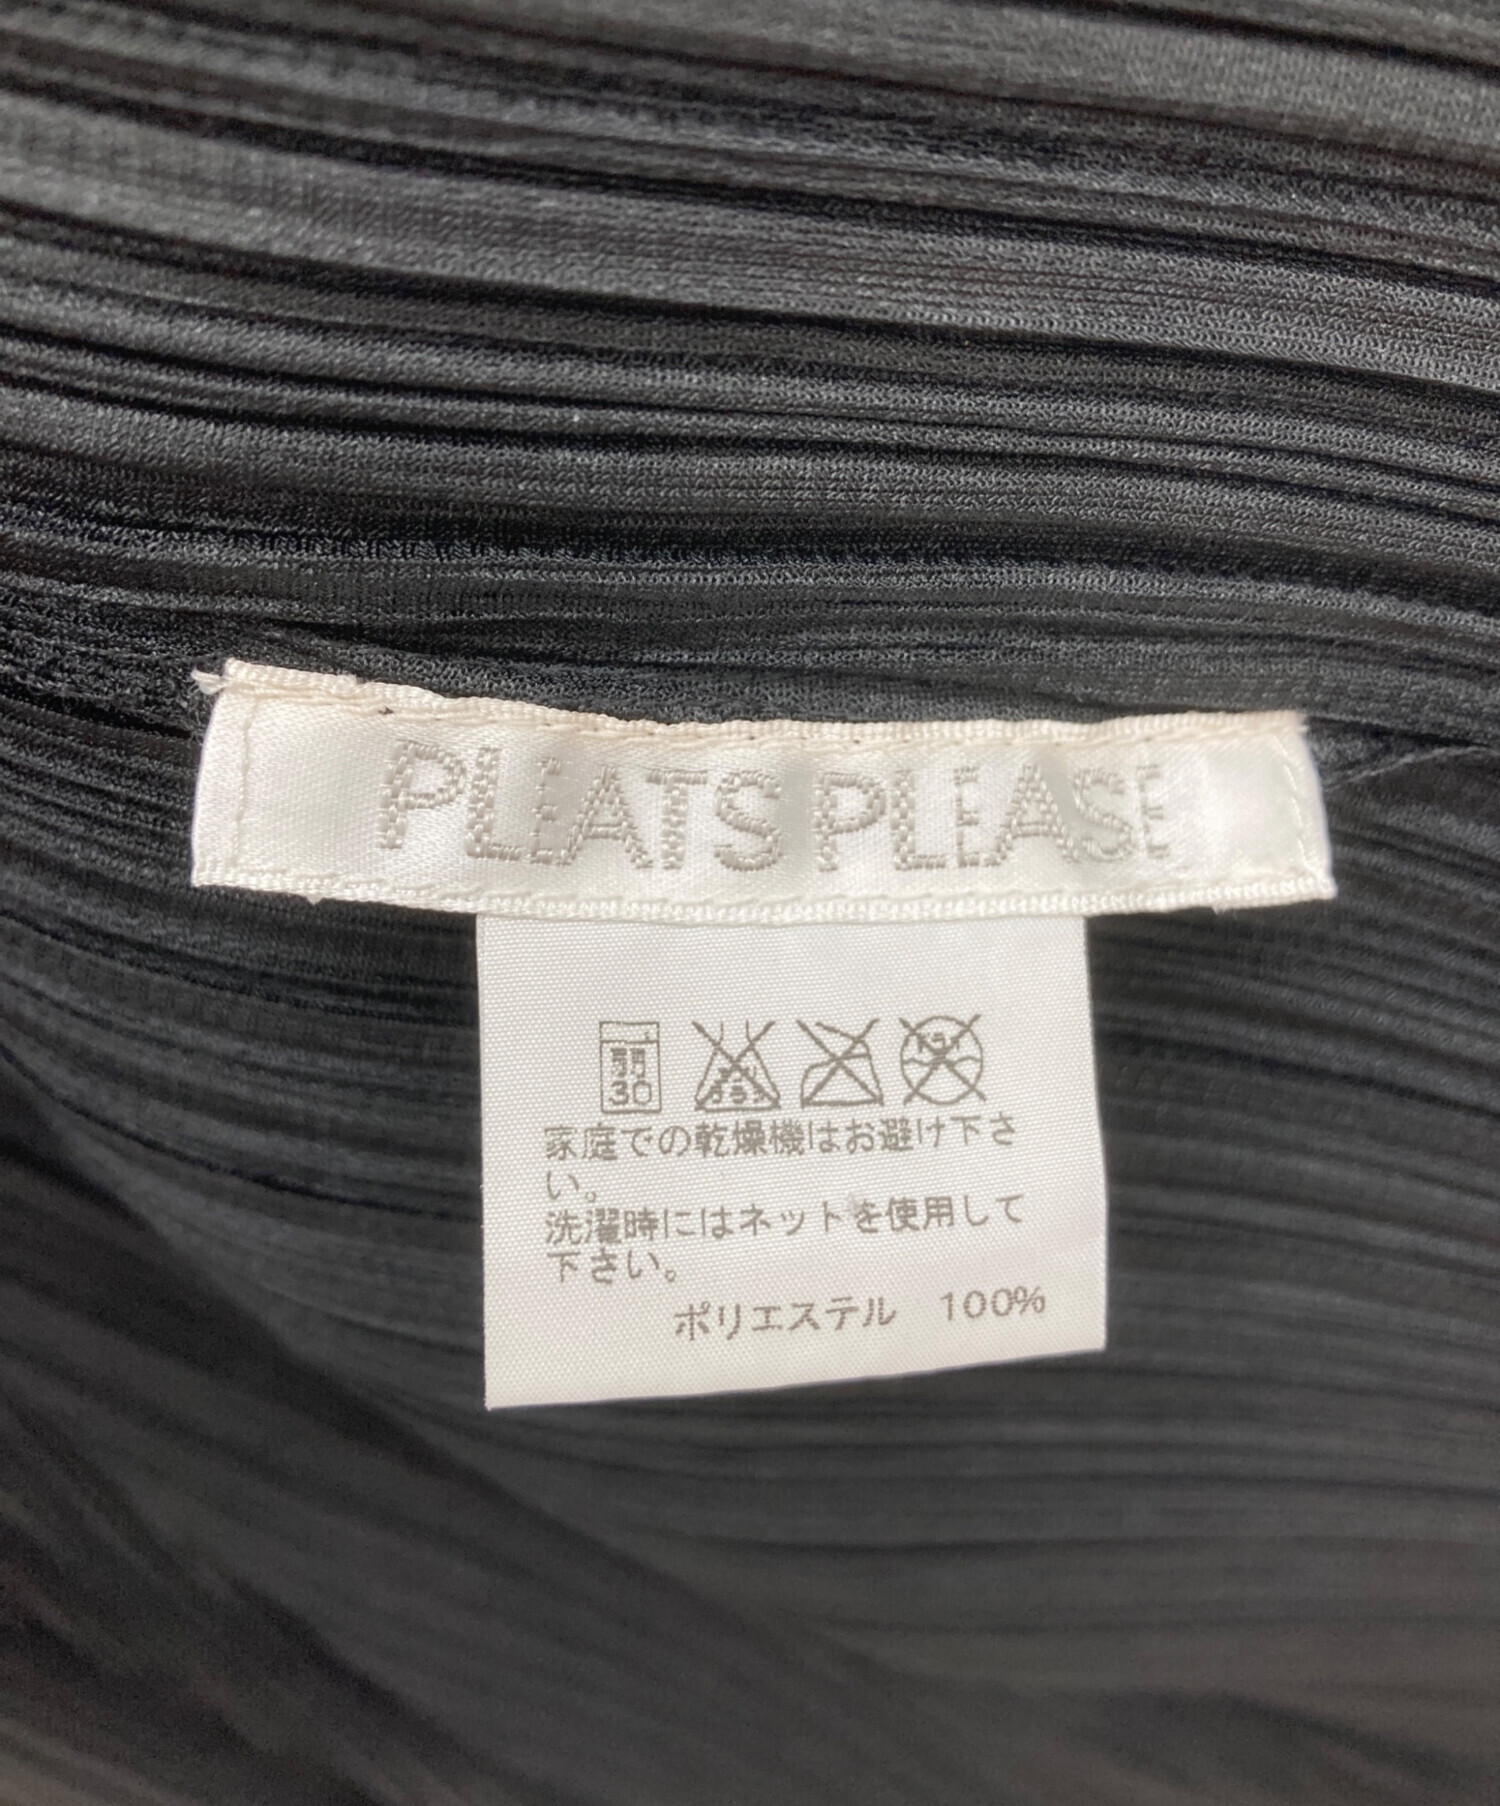 PLEATS PLEASE
弱
30
家庭での乾燥機はお避け下さ
い。
洗濯時にはネットを使用して
下さい。
ポリエステル 100%